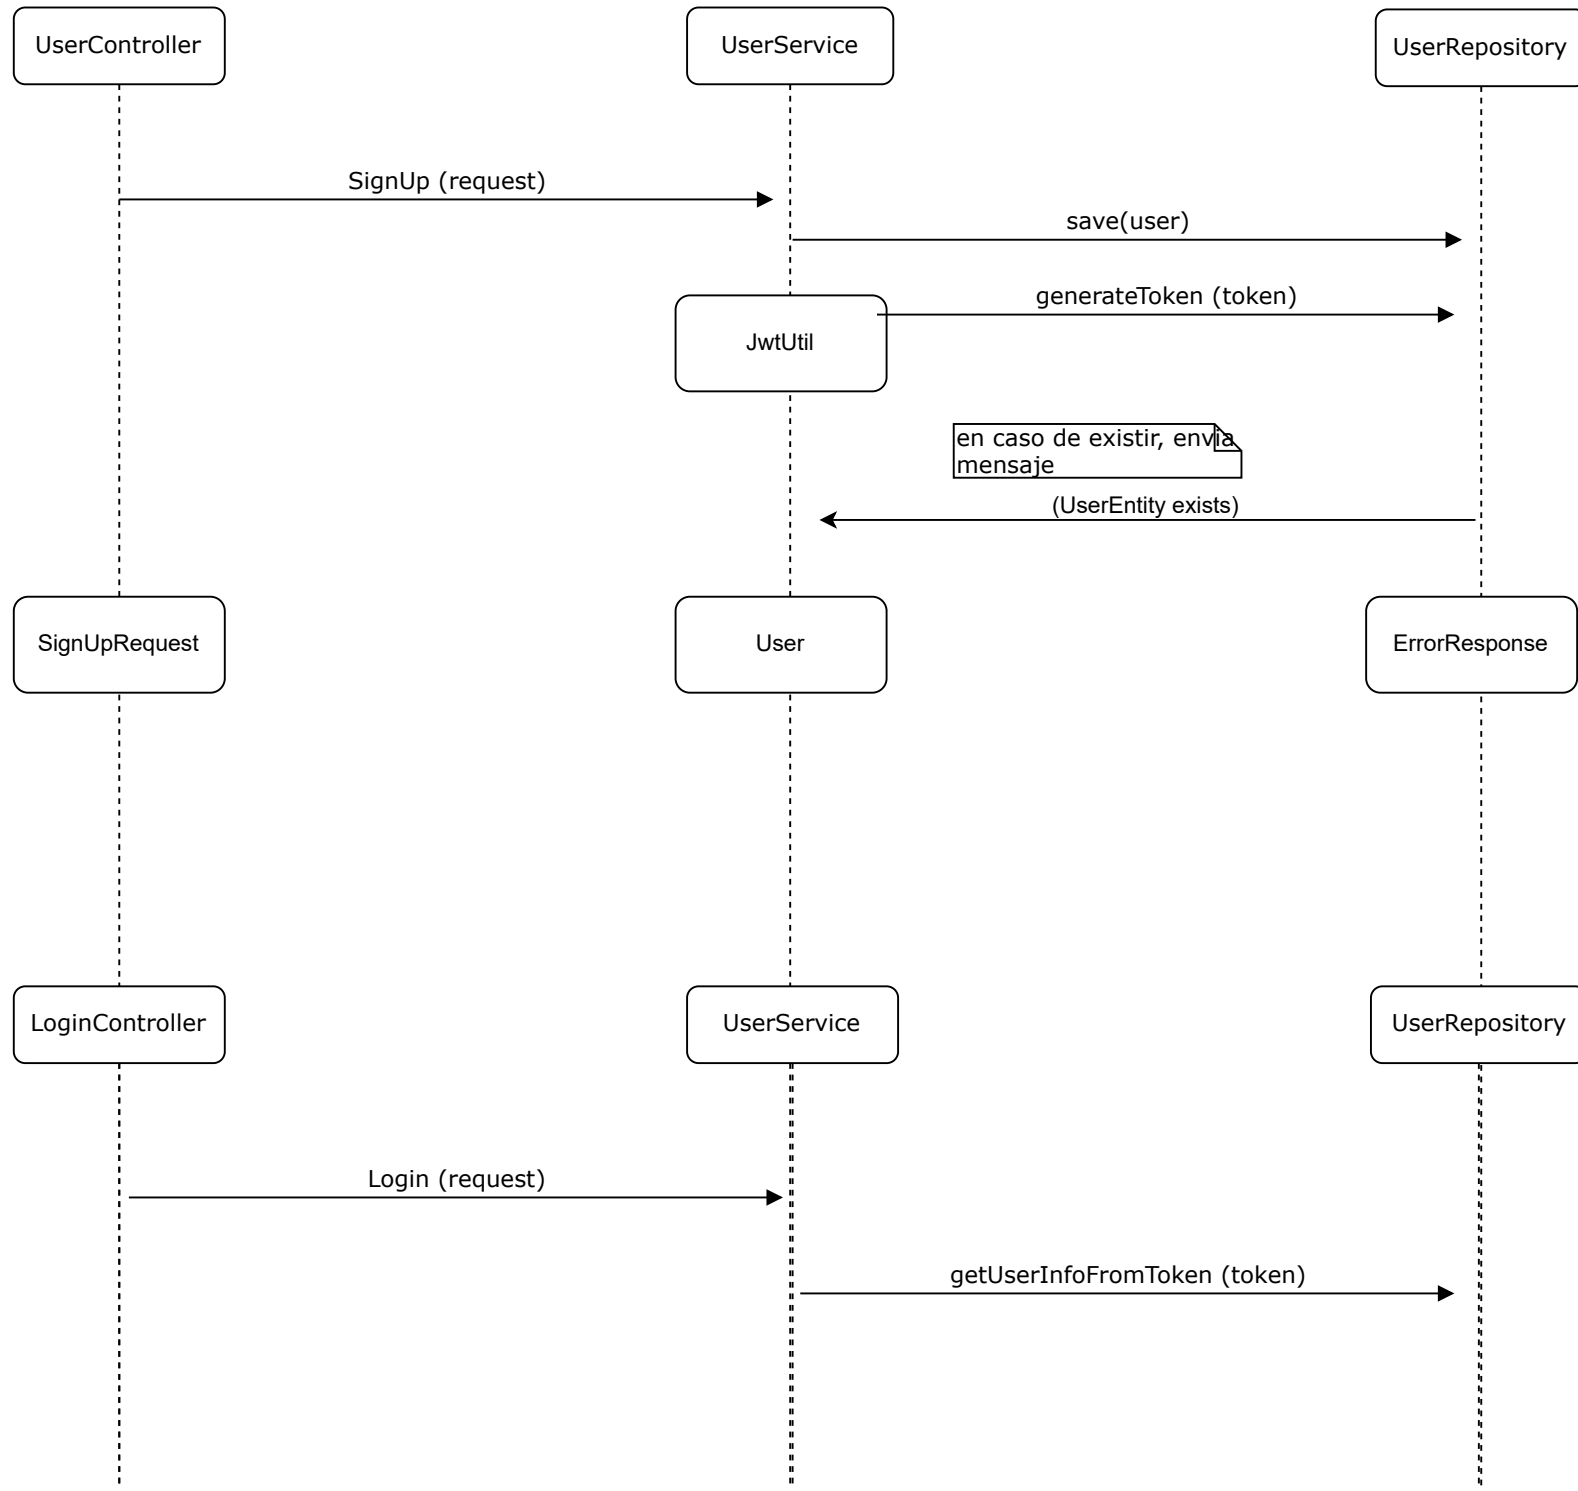 UserController
UserService
UserRepository
SignUp (request)
save(user)
generateToken (token)
JwtUtil
en caso de existir, envia
mensaje
(UserEntity exists)
SignUpRequest
User
ErrorResponse
LoginController
UserService
UserRepository
Login (request)
getUserInfoFromToken (token)